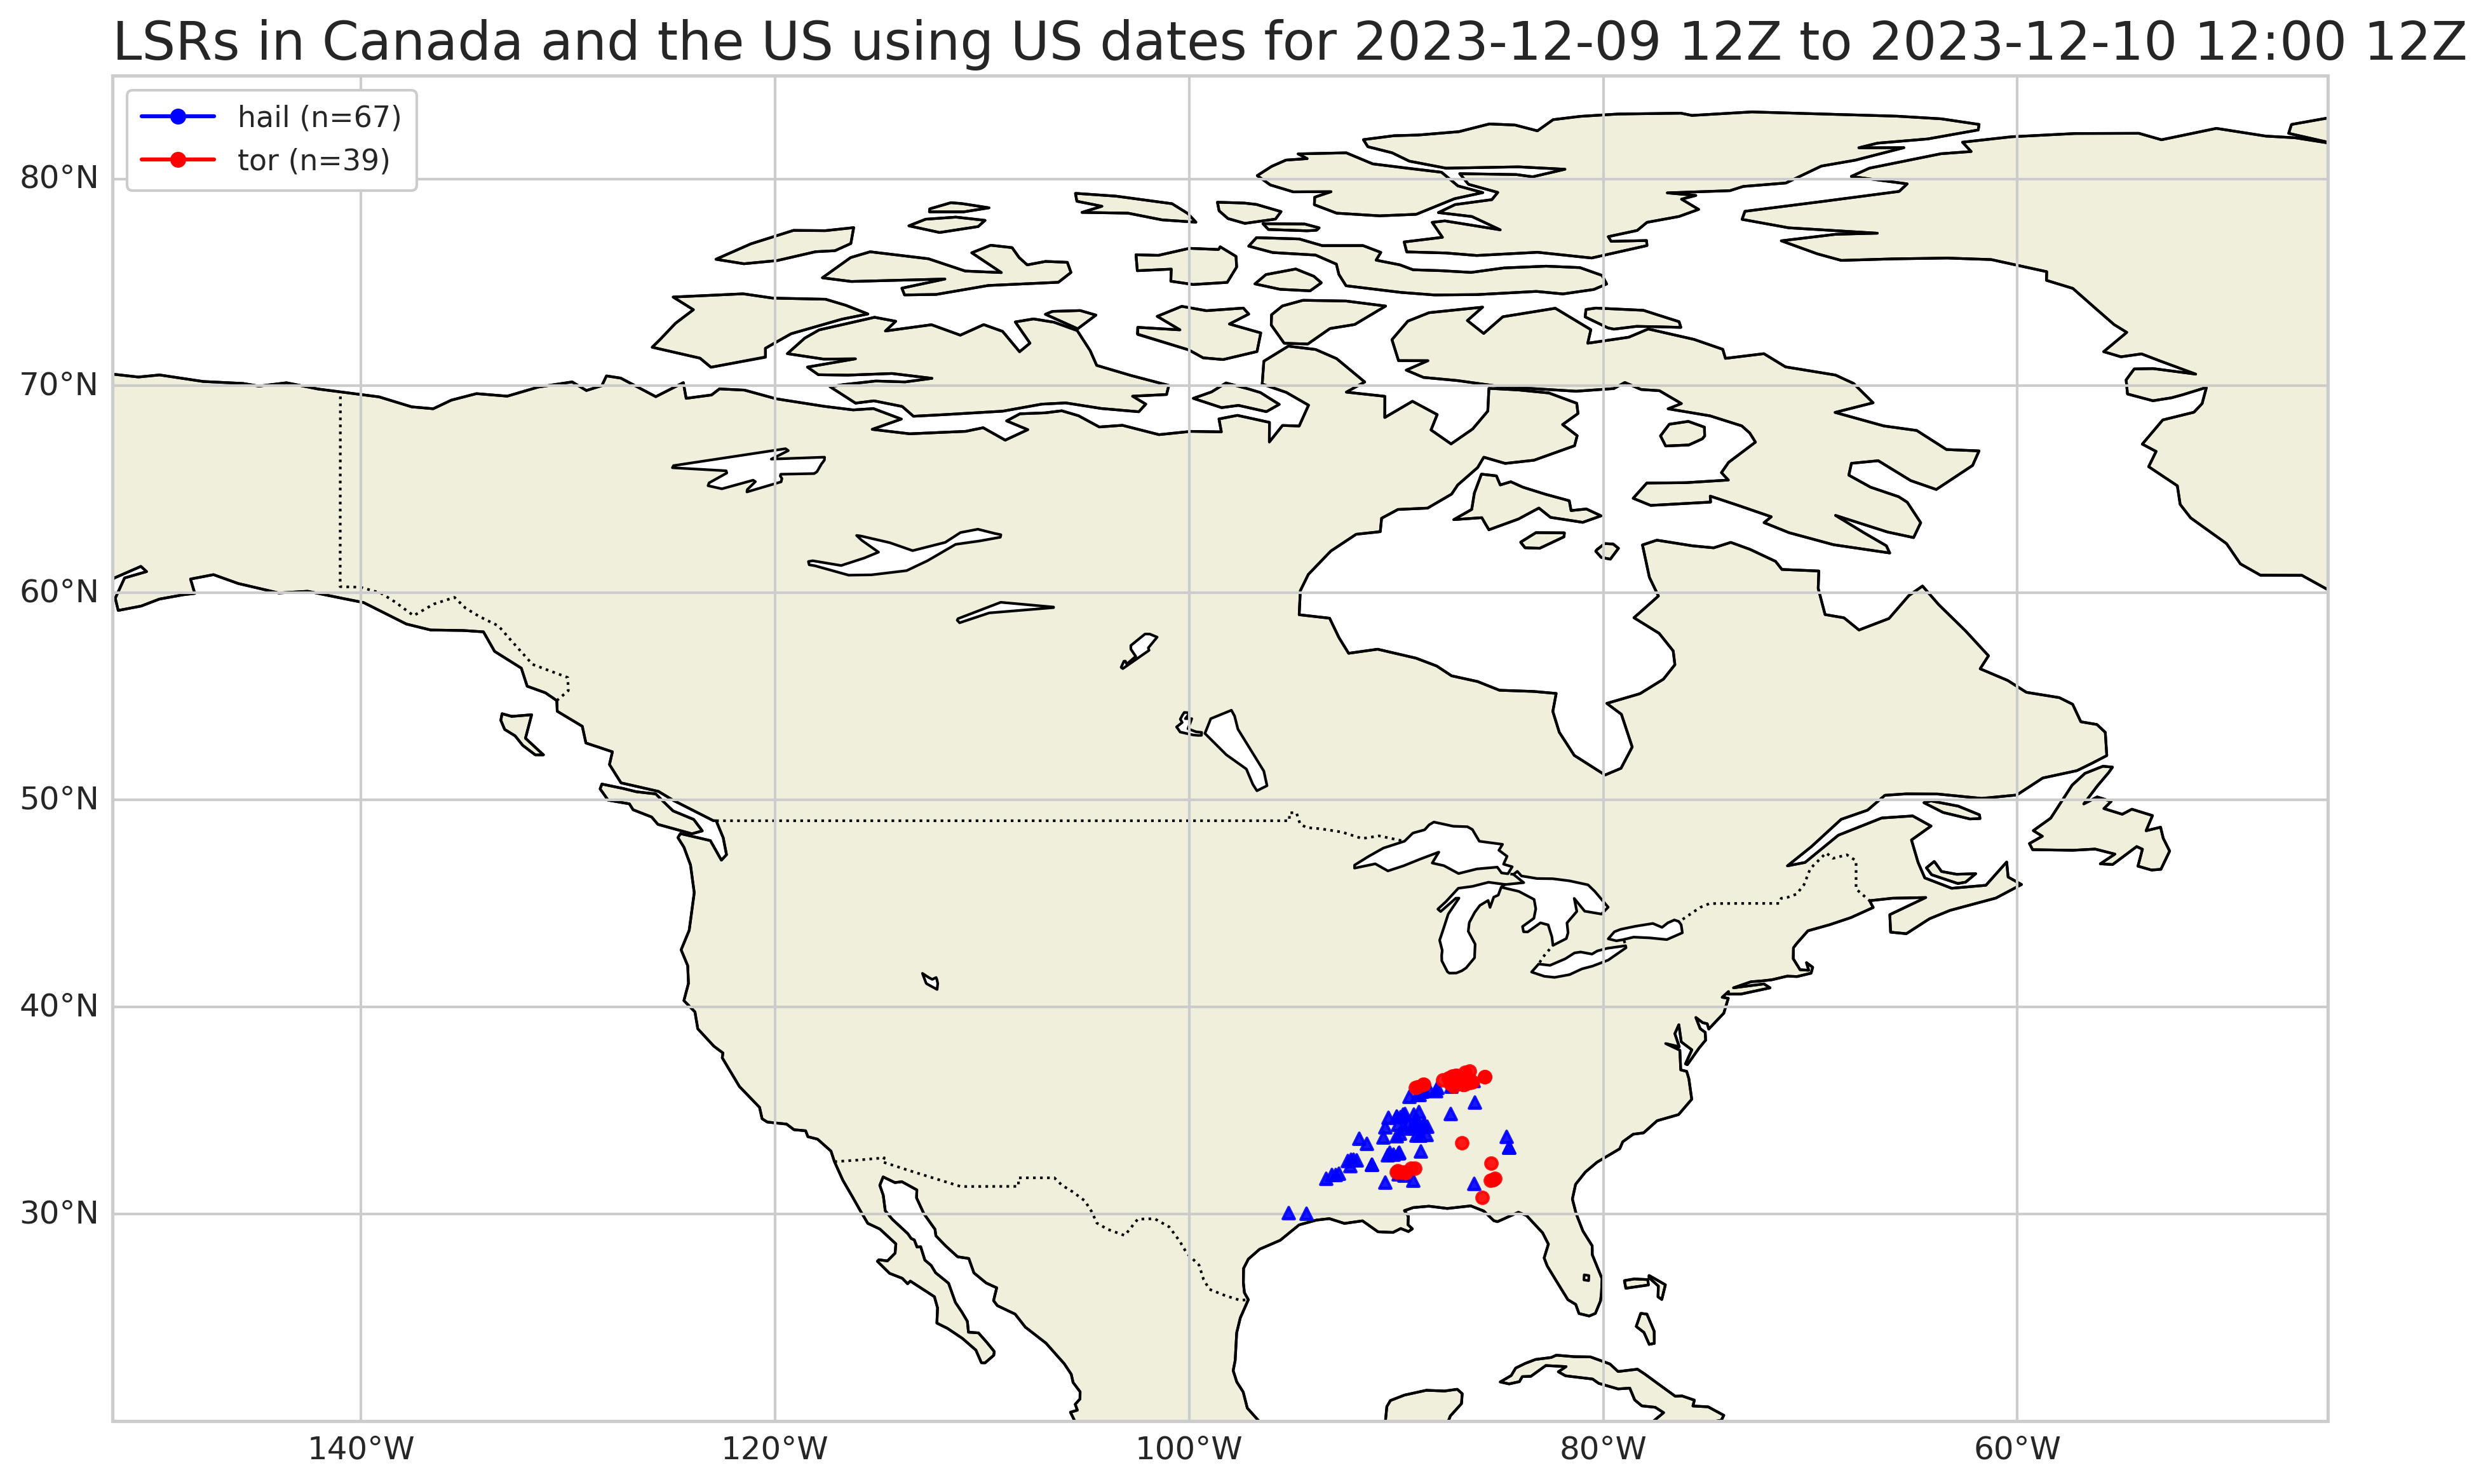 LSRs in Canada and the US using US dates for 2023-12-09 12Z to 2023-12-10 12:00 12Z
hail (n=67)
tor (n=39)
80°N
70°N
60°N
50°N
40°N
30°N
140°W
120°W
100°W
80°W
60°W